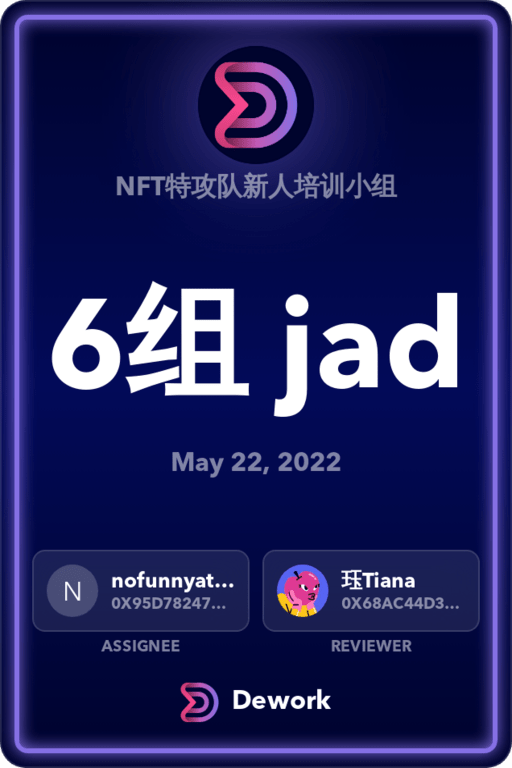 NFT特攻队新人培训小组
6组 jad
May 22, 2022
N
nofunnyat...
0X95D78247...
ASSIGNEE
珏Tiana
0X68AC44D3...
REVIEWER
Dework